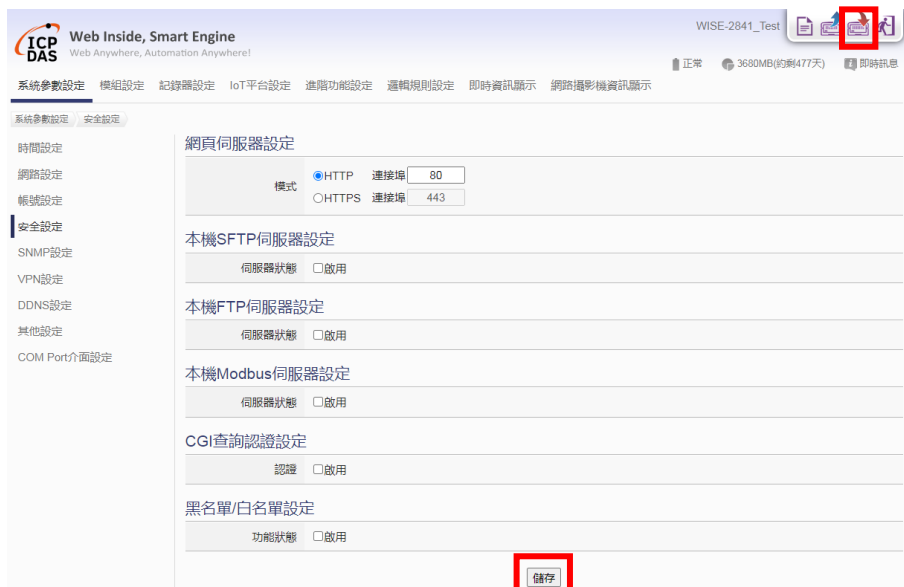 ICP DAS
Web Inside, Smart Engine
Web Anywhere, Automation Anywhere!
WISE-2841_Test
正常 3680MB(約剩477天) 即時訊息
系統參數設定 模組設定 記錄器設定 IoT平台設定 進階功能設定 邏輯規則設定 即時資訊顯示 網路攝影機資訊顯示
系統參數設定 安全設定
時間設定
網路設定
帳號設定
安全設定
SNMP設定
VPN設定
DDNS設定
其他設定
COM Port介面設定
網頁伺服器設定
模式
HTTP 連接埠 80
HTTPS 連接埠 443
本機SFTP伺服器設定
伺服器狀態 啟用
本機FTP伺服器設定
伺服器狀態 啟用
本機Modbus伺服器設定
伺服器狀態 啟用
CGI查詢認證設定
認證 啟用
黑名單/白名單設定
功能狀態 啟用
儲存